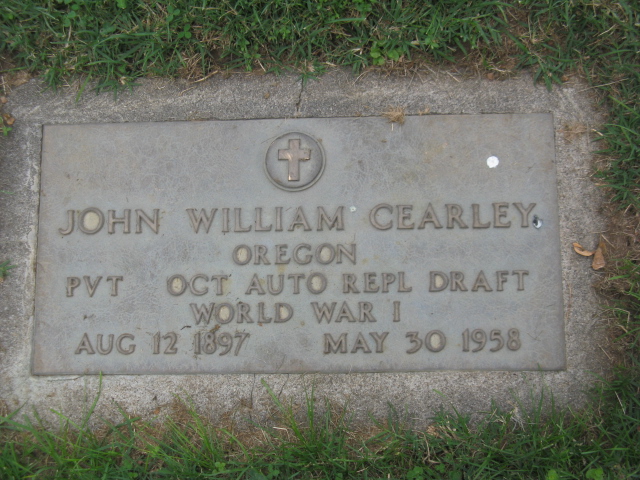 JOHN WILLIAM CEARLEY
OREGON
PVT OCT AUTO REPL DRAFT
WORLD WAR I
AUG 12 1897 MAY 30 1958